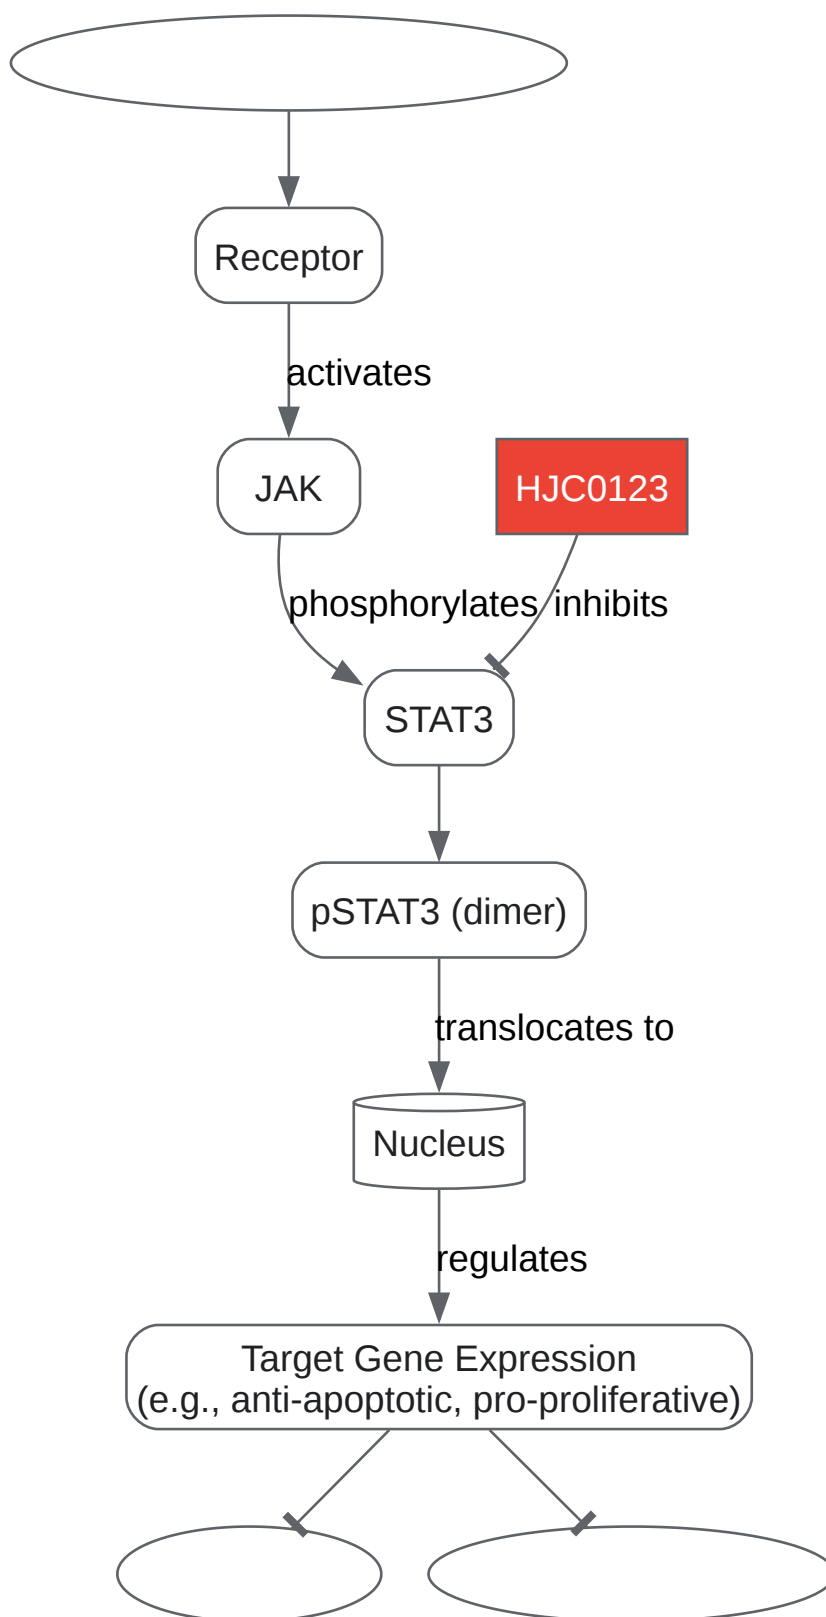 Receptor
activates
JAK
HJC0123
phosphorylates
inhibits
STAT3
pSTAT3 (dimer)
translocates to
Nucleus
regulates
Target Gene Expression
(e.g., anti-apoptotic, pro-proliferative)